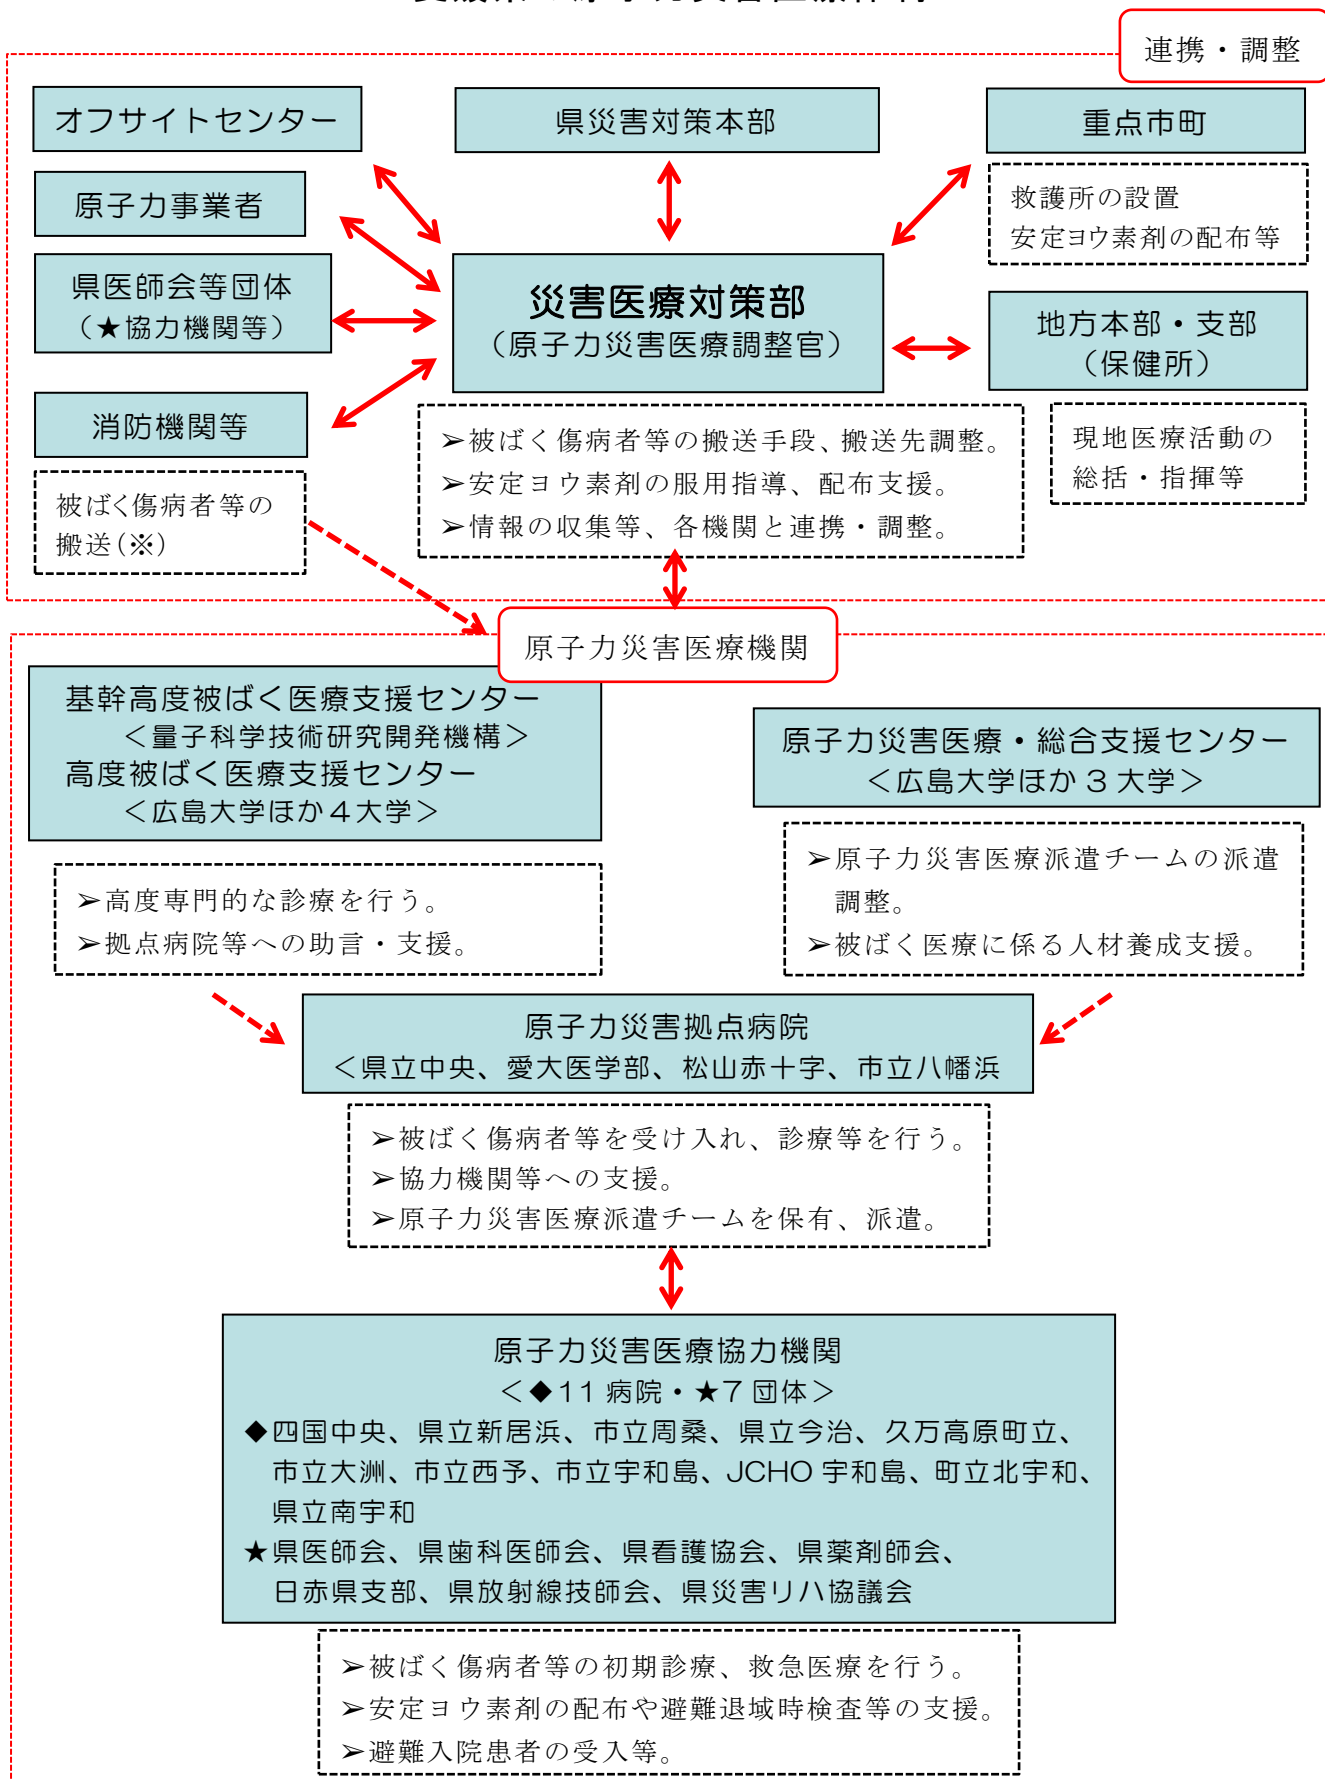 連携・調整
オフサイトセンター
県災害対策本部
重点市町
原子力事業者
救護所の設置
安定ヨウ素剤の配布等
県医師会等団体
（★協力機関等）
災害医療対策部
（原子力災害医療調整官）
地方本部・支部
（保健所）
消防機関等
➢被ばく傷病者等の搬送手段、搬送先調整。
➢安定ヨウ素剤の服用指導、配布支援。
➢情報の収集等、各機関と連携・調整。
現地医療活動の
総括・指揮等
被ばく傷病者等の
搬送(※)
原子力災害医療機関
基幹高度被ばく医療支援センター
＜量子科学技術研究開発機構＞
高度被ばく医療支援センター
＜広島大学ほか４大学＞
原子力災害医療・総合支援センター
＜広島大学ほか３大学＞
➢高度専門的な診療を行う。
➢拠点病院等への助言・支援。
➢原子力災害医療派遣チームの派遣
調整。
➢被ばく医療に係る人材養成支援。
原子力災害拠点病院
＜県立中央、愛大医学部、松山赤十字、市立八幡浜
➢被ばく傷病者等を受け入れ、診療等を行う。
➢協力機関等への支援。
➢原子力災害医療派遣チームを保有、派遣。
原子力災害医療協力機関
＜◆11 病院・★7 団体＞
◆四国中央、県立新居浜、市立周桑、県立今治、久万高原町立、
市立大洲、市立西予、市立宇和島、JCHO 宇和島、町立北宇和、
県立南宇和
★県医師会、県歯科医師会、県看護協会、県薬剤師会、
日赤県支部、県放射線技師会、県災害リハ協議会
➢被ばく傷病者等の初期診療、救急医療を行う。
➢安定ヨウ素剤の配布や避難退域時検査等の支援。
➢避難入院患者の受入等。